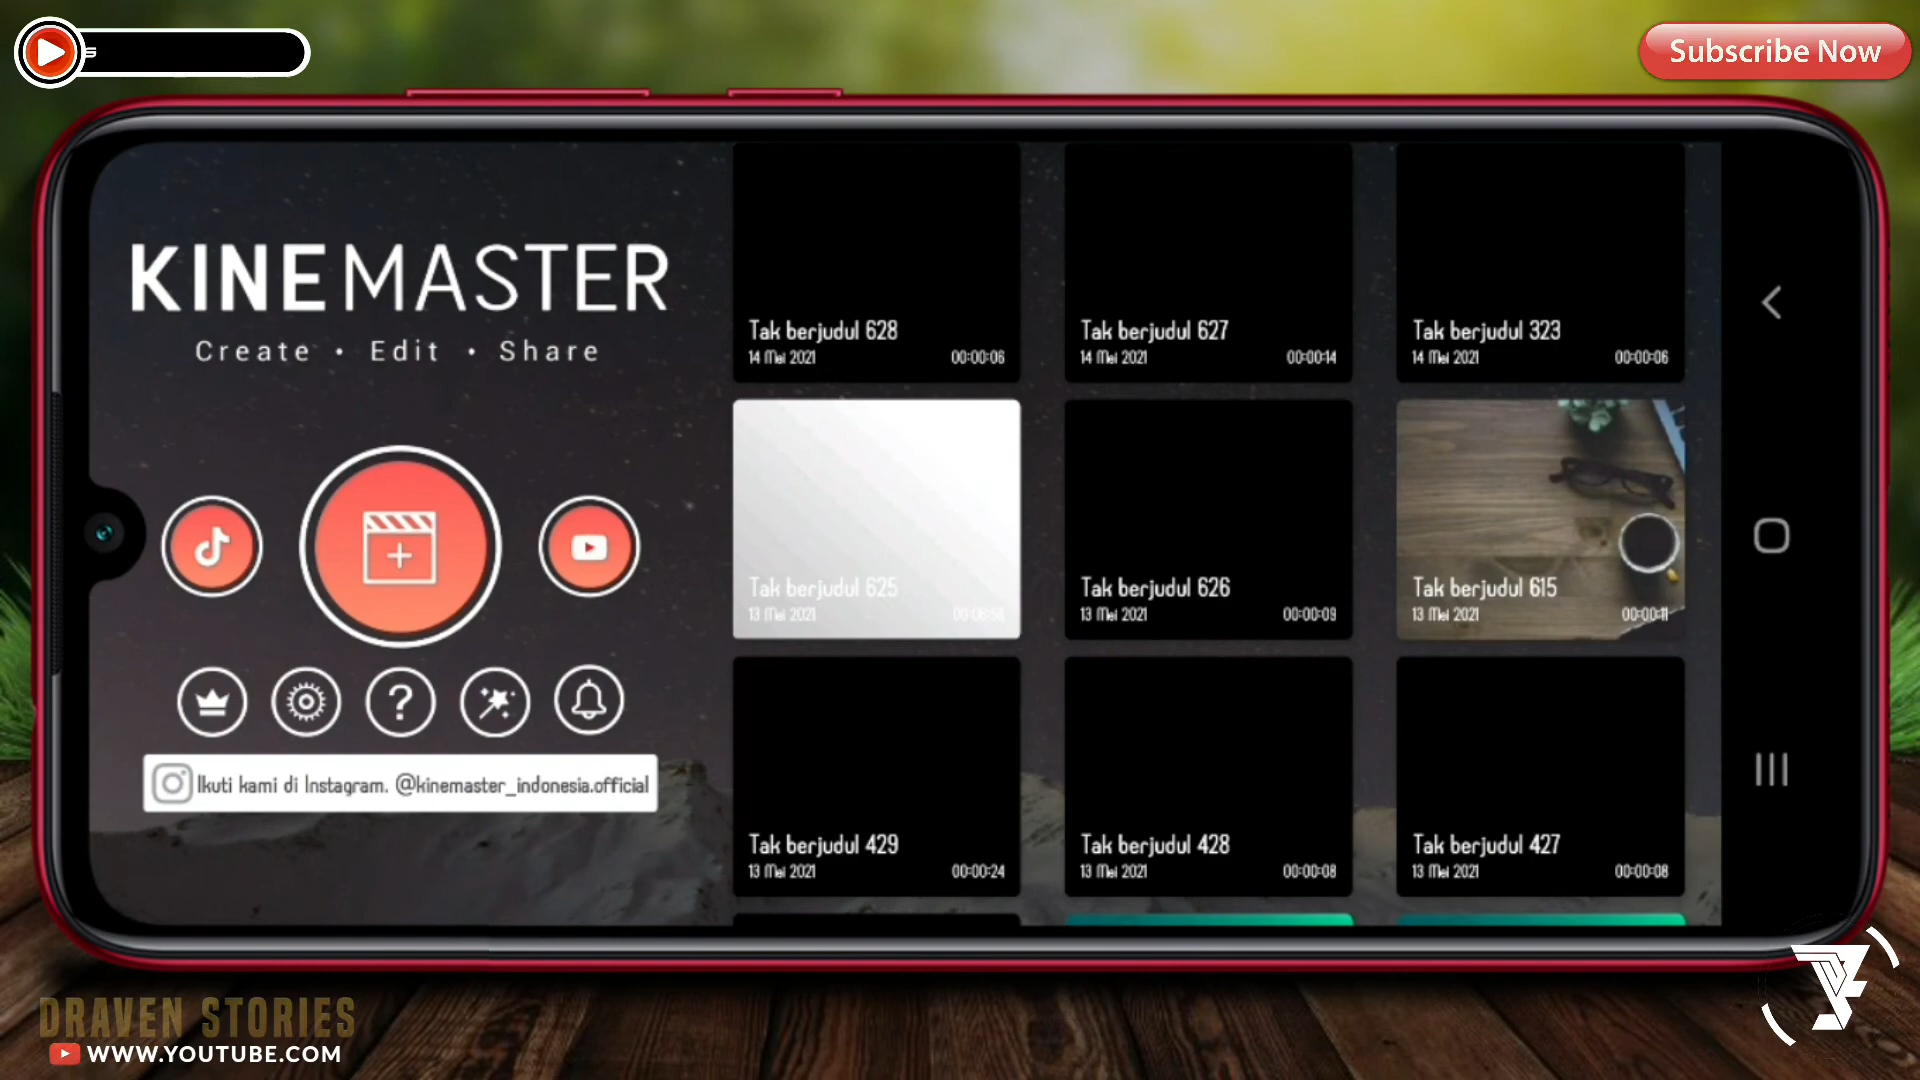 Subscribe Now
KINEMASTER
Create • Edit • Share
Ikuti kami di Instagram. @kinemaster_indonesia.official
Tak berjudul 628
14 Mei 2021 00:00:06
Tak berjudul 627
14 Mei 2021 00:00:14
Tak berjudul 323
14 Mei 2021 00:00:06
Tak berjudul 625
13 Mei 2021
Tak berjudul 626
13 Mei 2021 00:00:09
Tak berjudul 615
13 Mei 2021 00:00:11
Tak berjudul 429
13 Mei 2021 00:00:24
Tak berjudul 428
13 Mei 2021 00:00:08
Tak berjudul 427
13 Mei 2021 00:00:08
DRAVEN STORIES
WWW.YOUTUBE.COM